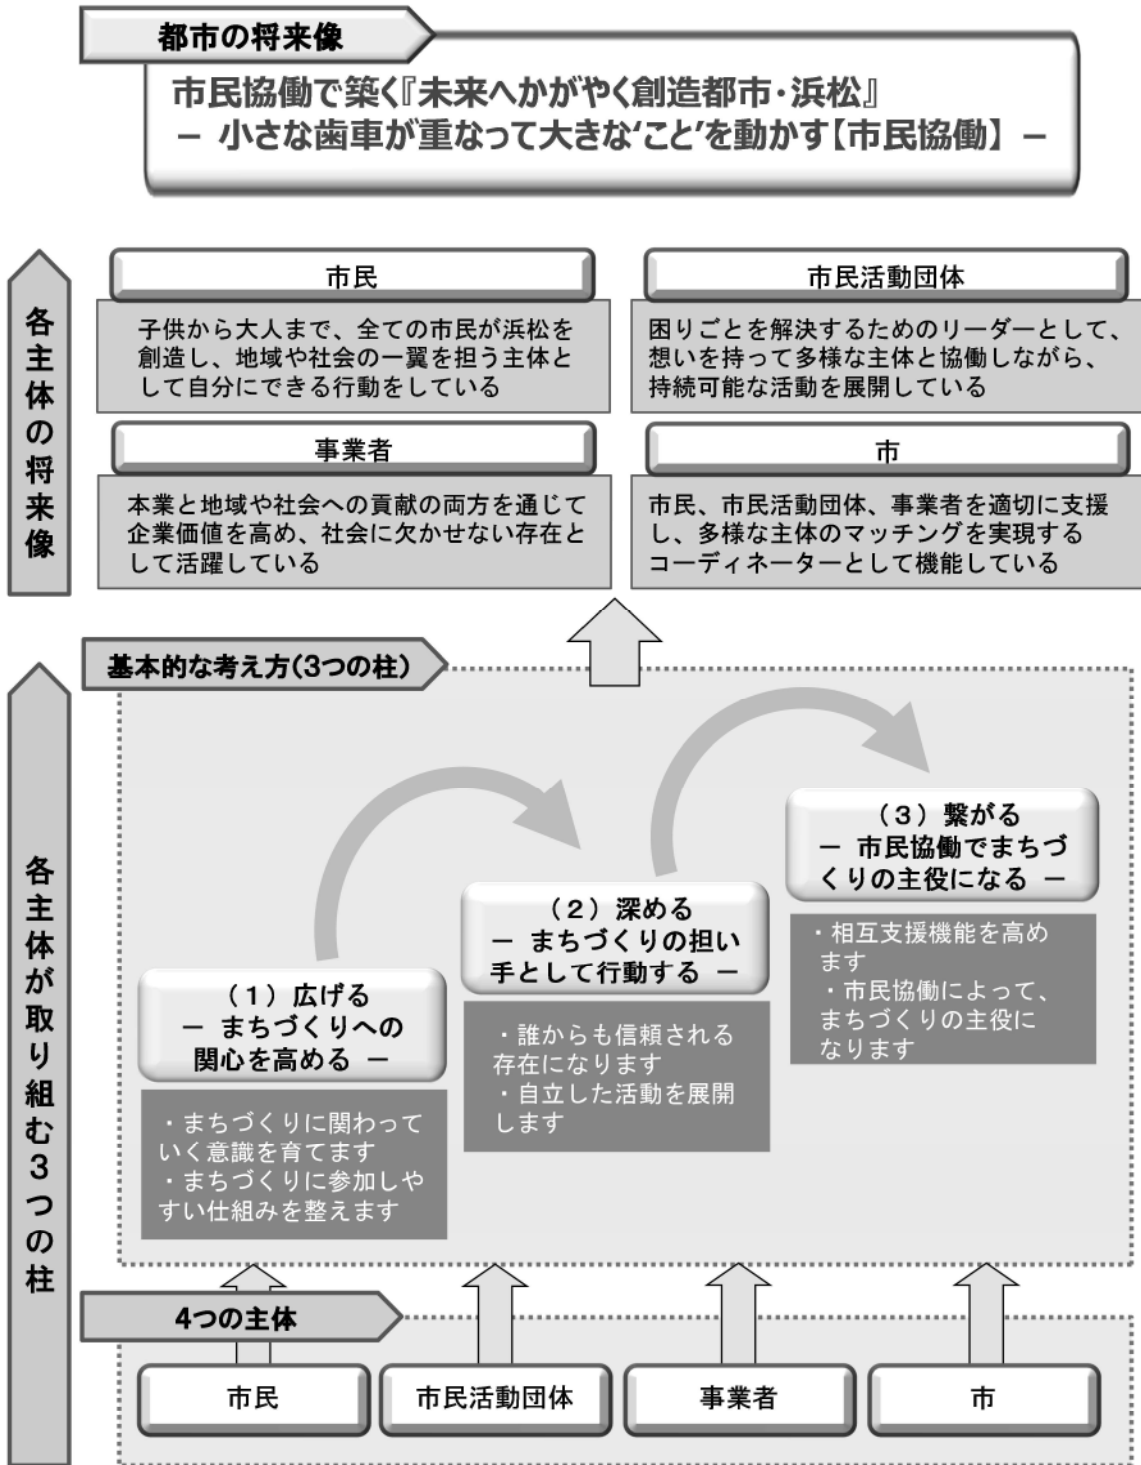 都市の将来像
市民協働で築く『未来へかがやく創造都市・浜松』
－ 小さな歯車が重なって大きな‘こと’を動かす【市民協働】 －
各主体の将来像
市民
子供から大人まで、全ての市民が浜松を
創造し、地域や社会の一翼を担う主体と
して自分にできる行動をしている
市民活動団体
困りごとを解決するためのリーダーとして、
想いを持って多様な主体と協働しながら、
持続可能な活動を展開している
事業者
本業と地域や社会への貢献の両方を通じて
企業価値を高め、社会に欠かせない存在と
して活躍している
市
市民、市民活動団体、事業者を適切に支援
し、多様な主体のマッチングを実現する
コーディネーターとして機能している
各主体が取り組む３つの柱
基本的な考え方(3つの柱)
（１）広げる
－ まちづくりへの
関心を高める －
・まちづくりに関わって
いく意識を育てます
・まちづくりに参加しや
すい仕組みを整えます
（２）深める
－ まちづくりの担い
手として行動する －
・誰からも信頼される
存在になります
・自立した活動を展開
します
（３）繋がる
－ 市民協働でまちづ
くりの主役になる －
・相互支援機能を高め
ます
・市民協働によって、
まちづくりの主役に
なります
4つの主体
市民
市民活動団体
事業者
市